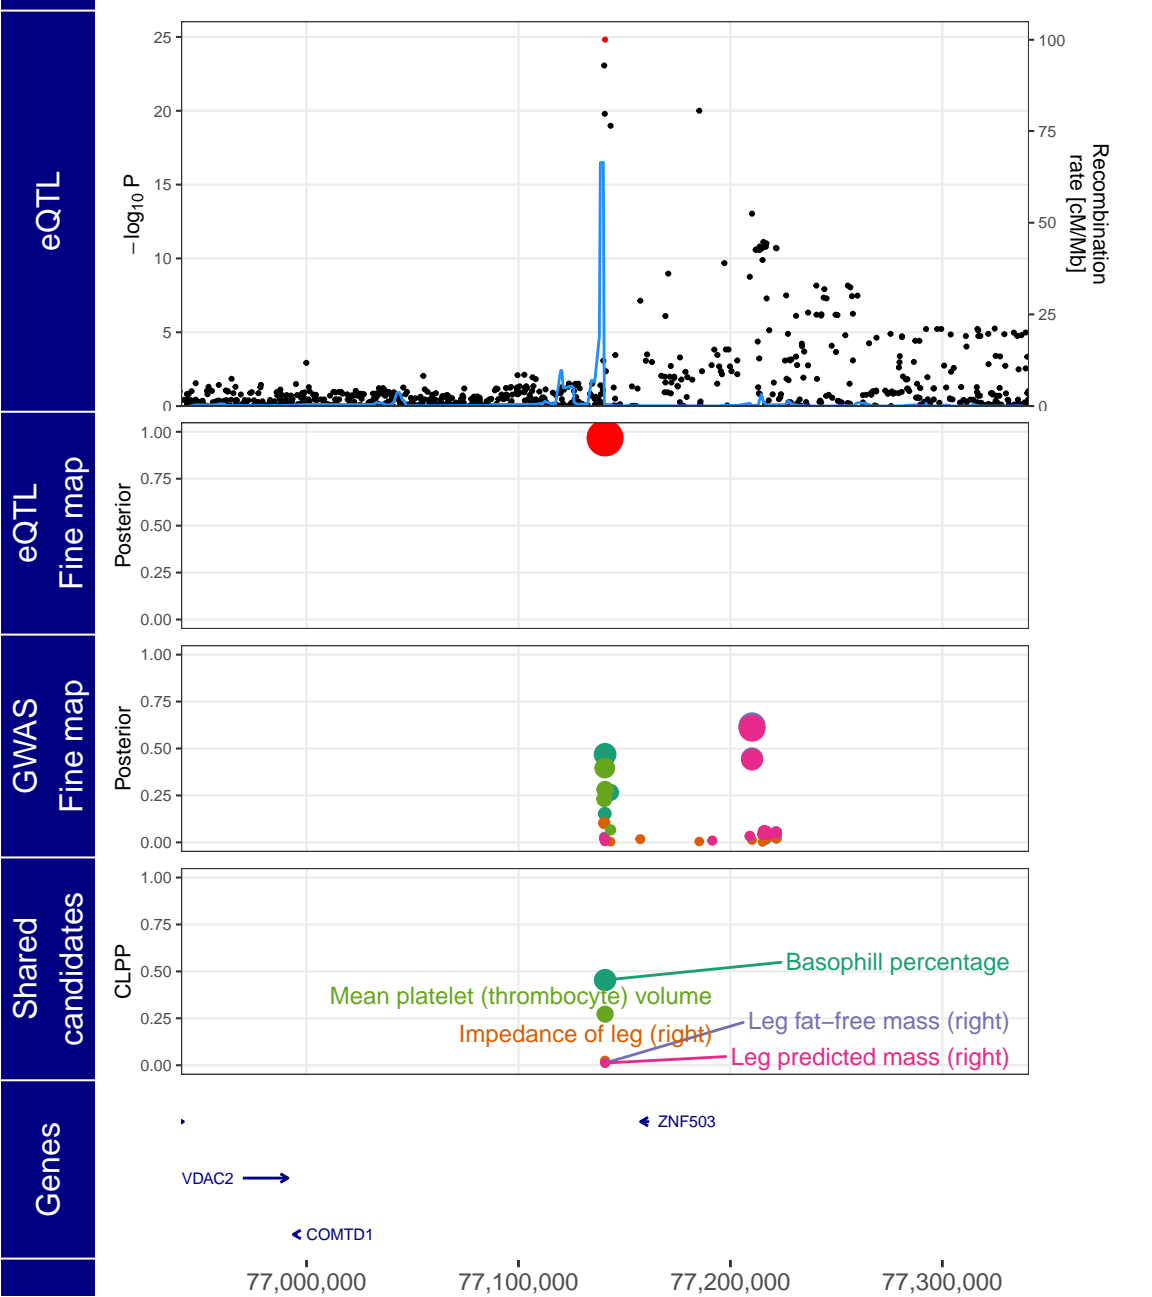 eQTL
−log10 P
25
20
15
10
5
0
100
75
50
25
0
Recombination
rate [cM/Mb]
eQTL
Fine map
Posterior
1.00
0.75
0.50
0.25
0.00
GWAS
Fine map
Posterior
1.00
0.75
0.50
0.25
0.00
Shared
candidates
CLPP
1.00
0.75
0.50
0.25
0.00
Basophill percentage
Mean platelet (thrombocyte) volume
Leg fat−free mass (right)
Impedance of leg (right)
Leg predicted mass (right)
Genes
ZNF503
VDAC2
COMTD1
77,000,000
77,100,000
77,200,000
77,300,000